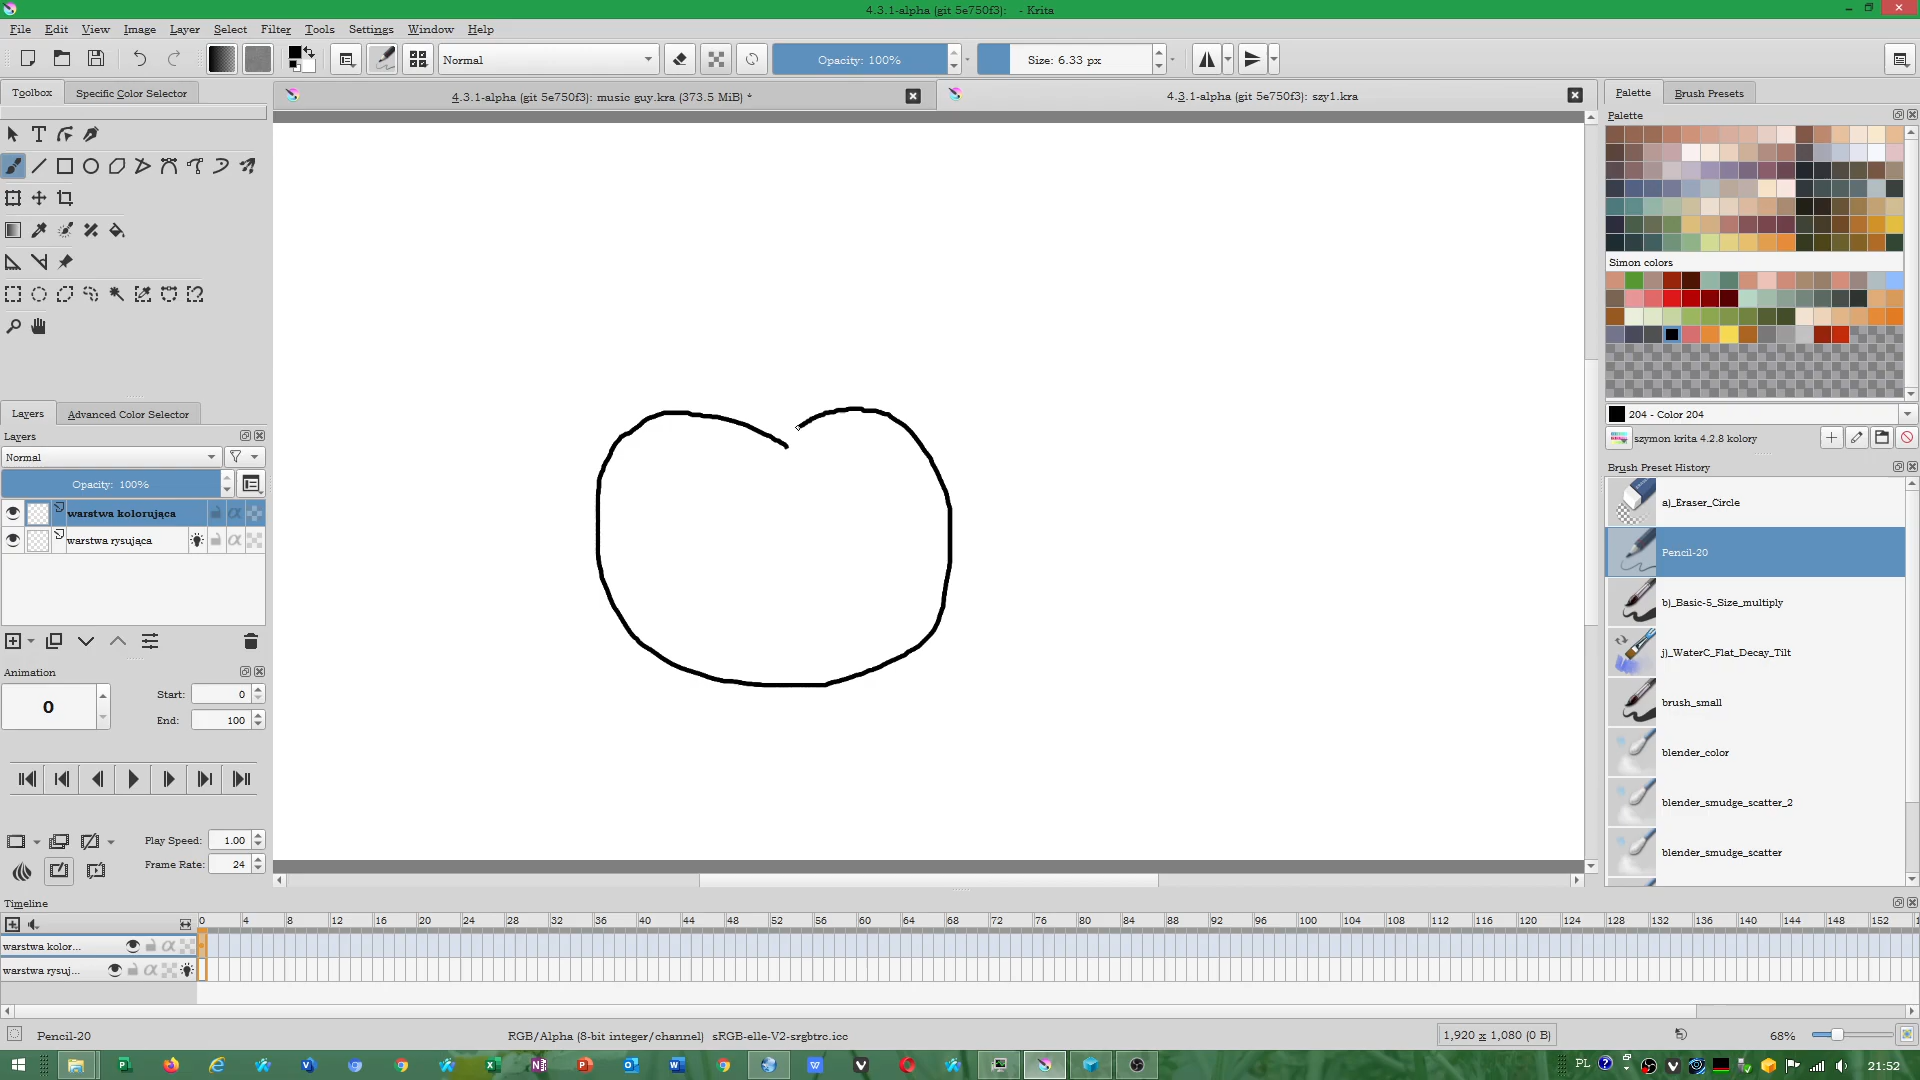 4.3.1-alpha (git 5e750f3):   - Krita
File Edit View Image Layer Select Filter Tools Settings Window Help
Normal
Opacity: 100%
Size: 6.33 px
Toolbox
Specific Color Selector
4.3.1-alpha (git 5e750f3): music guy.kra (373.5 MiB) *
4.3.1-alpha (git 5e750f3): szy1.kra
Palette
Brush Presets
Palette
Simon colors
204 - Color 204
szymon krita 4.2.8 kolory
Layers
Advanced Color Selector
Layers
Normal
Opacity: 100%
warstwa kolorująca
warstwa rysująca
Animation
0
Start: 0
End: 100
Play Speed: 1.00
Frame Rate: 24
Brush Preset History
a)_Eraser_Circle
Pencil-20
b)_Basic-5_Size_multiply
j)_WaterC_Flat_Decay_Tilt
brush_small
blender_color
blender_smudge_scatter_2
blender_smudge_scatter
Timeline
0 4 8 12 16 20 24 28 32 36 40 44 48 52 56 60 64 68 72 76 80 84 88 92 96 100 104 108 112 116 120 124 128 132 136 140 144 148 152
warstwa kolor...
warstwa rysuj...
Pencil-20
RGB/Alpha (8-bit integer/channel) sRGB-elle-V2-srgbtrc.icc
1,920 x 1,080 (0 B)
68%
PL
21:52